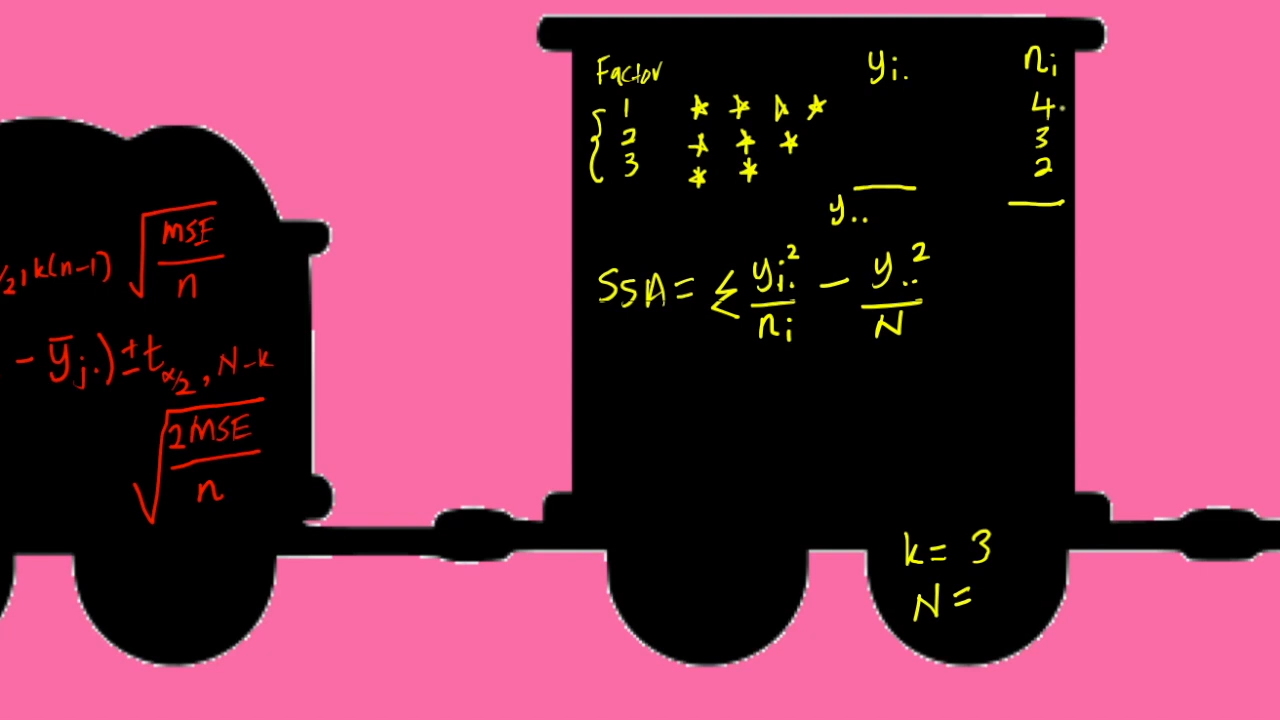 /2, k(n-1) √(MSE/n)
- ȳj.) ± t α/2, N-k
√(2MSE/n)
Factor yi. ni
1 * * * * 4
2 * * * 3
3 * * 2
y..
SSA = Σ yi.²/ni - y..²/N
k = 3
N =